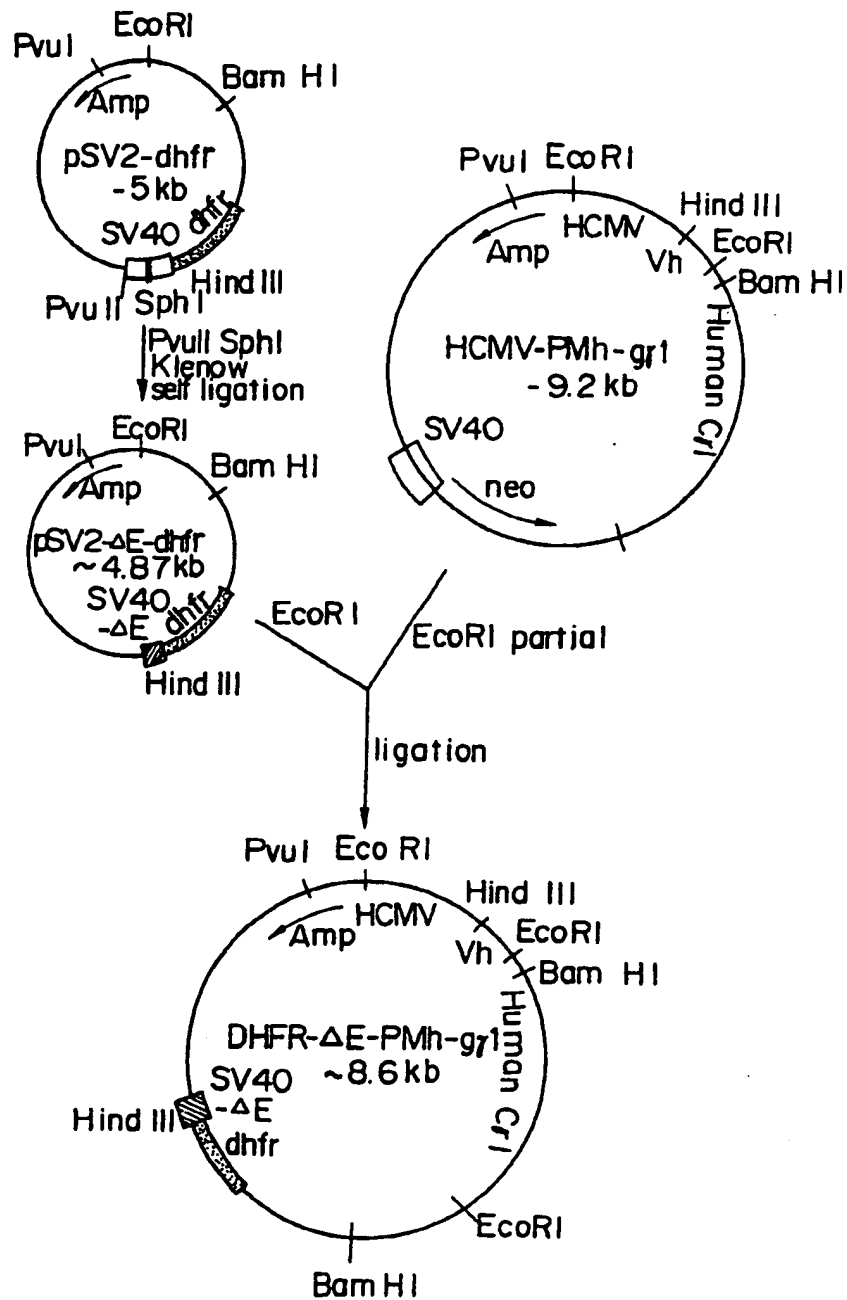 EcoRI
PvuI
Bam HI
Amp
pSV2-dhfr
-5 kb
SV40
dhfr
Hind III
PvuII
SphI
PvuII SphI
Klenow
self ligation
EcoRI
PvuI
Bam HI
Amp
pSV2-ΔE-dhfr
~4.87kb
SV40
-ΔE
dhfr
Hind III
PvuI
EcoRI
Hind III
EcoRI
Bam HI
HCMV
Vh
Amp
Human Cγ1
HCMV-PMh-gγ1
-9.2 kb
SV40
neo
EcoRI
EcoRI partial
ligation
PvuI
Eco RI
Hind III
EcoRI
Bam HI
HCMV
Vh
Amp
Human Cγ1
DHFR-ΔE-PMh-gγ1
~8.6 kb
SV40
-ΔE
Hind III
dhfr
EcoRI
Bam HI